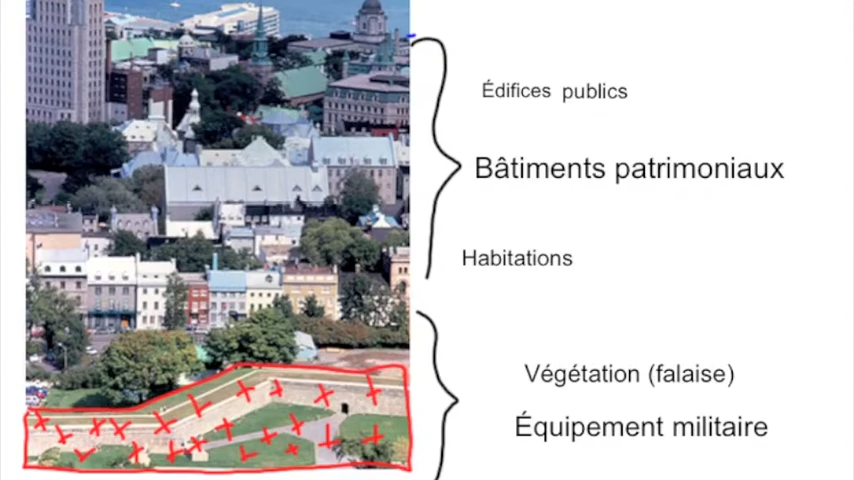 Édifices publics
Bâtiments patrimoniaux
Habitations
Végétation (falaise)
Équipement militaire